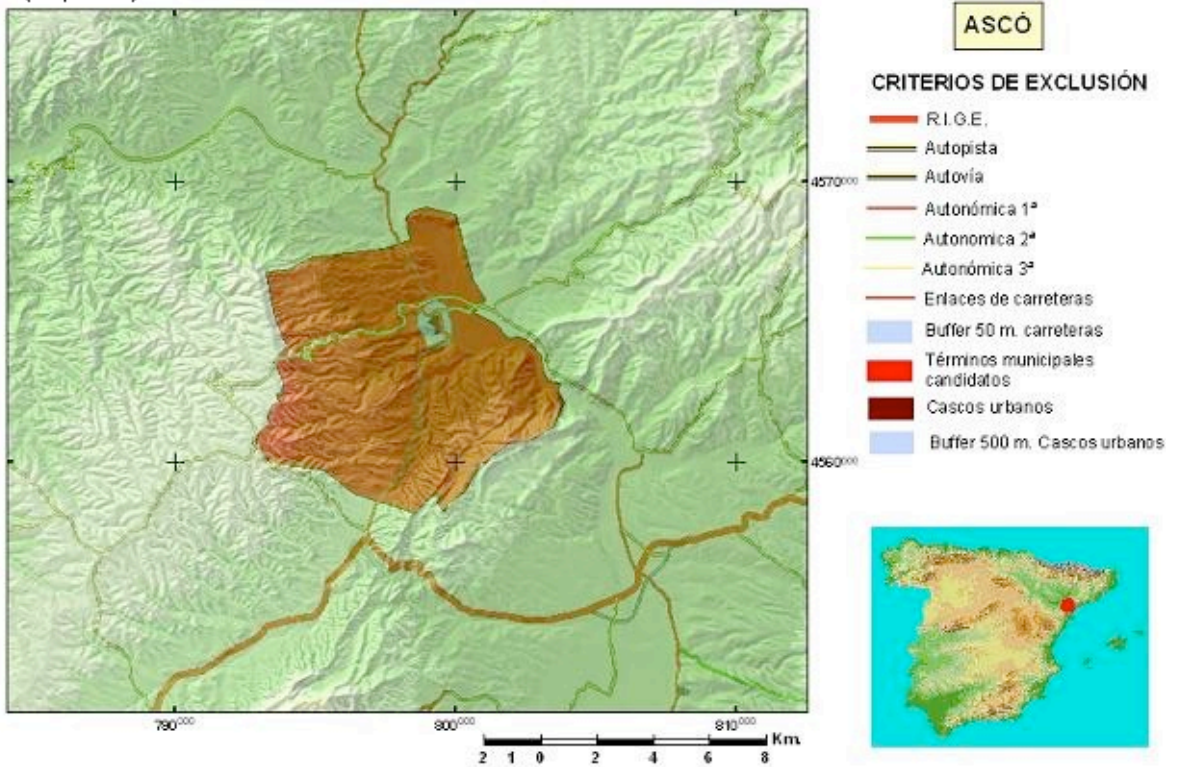 ASCÓ
CRITERIOS DE EXCLUSIÓN
R.I.G.E.
Autopista
Autovía
Autonómica 1ª
Autonomica 2ª
Autonómica 3ª
Enlaces de carreteras
Buffer 50 m. carreteras
Términos municipales
candidatos
Cascos urbanos
Buffer 500 m. Cascos urbanos
4570000
4560000
790000
800000
810000
Km.
2 1 0 2 4 6 8